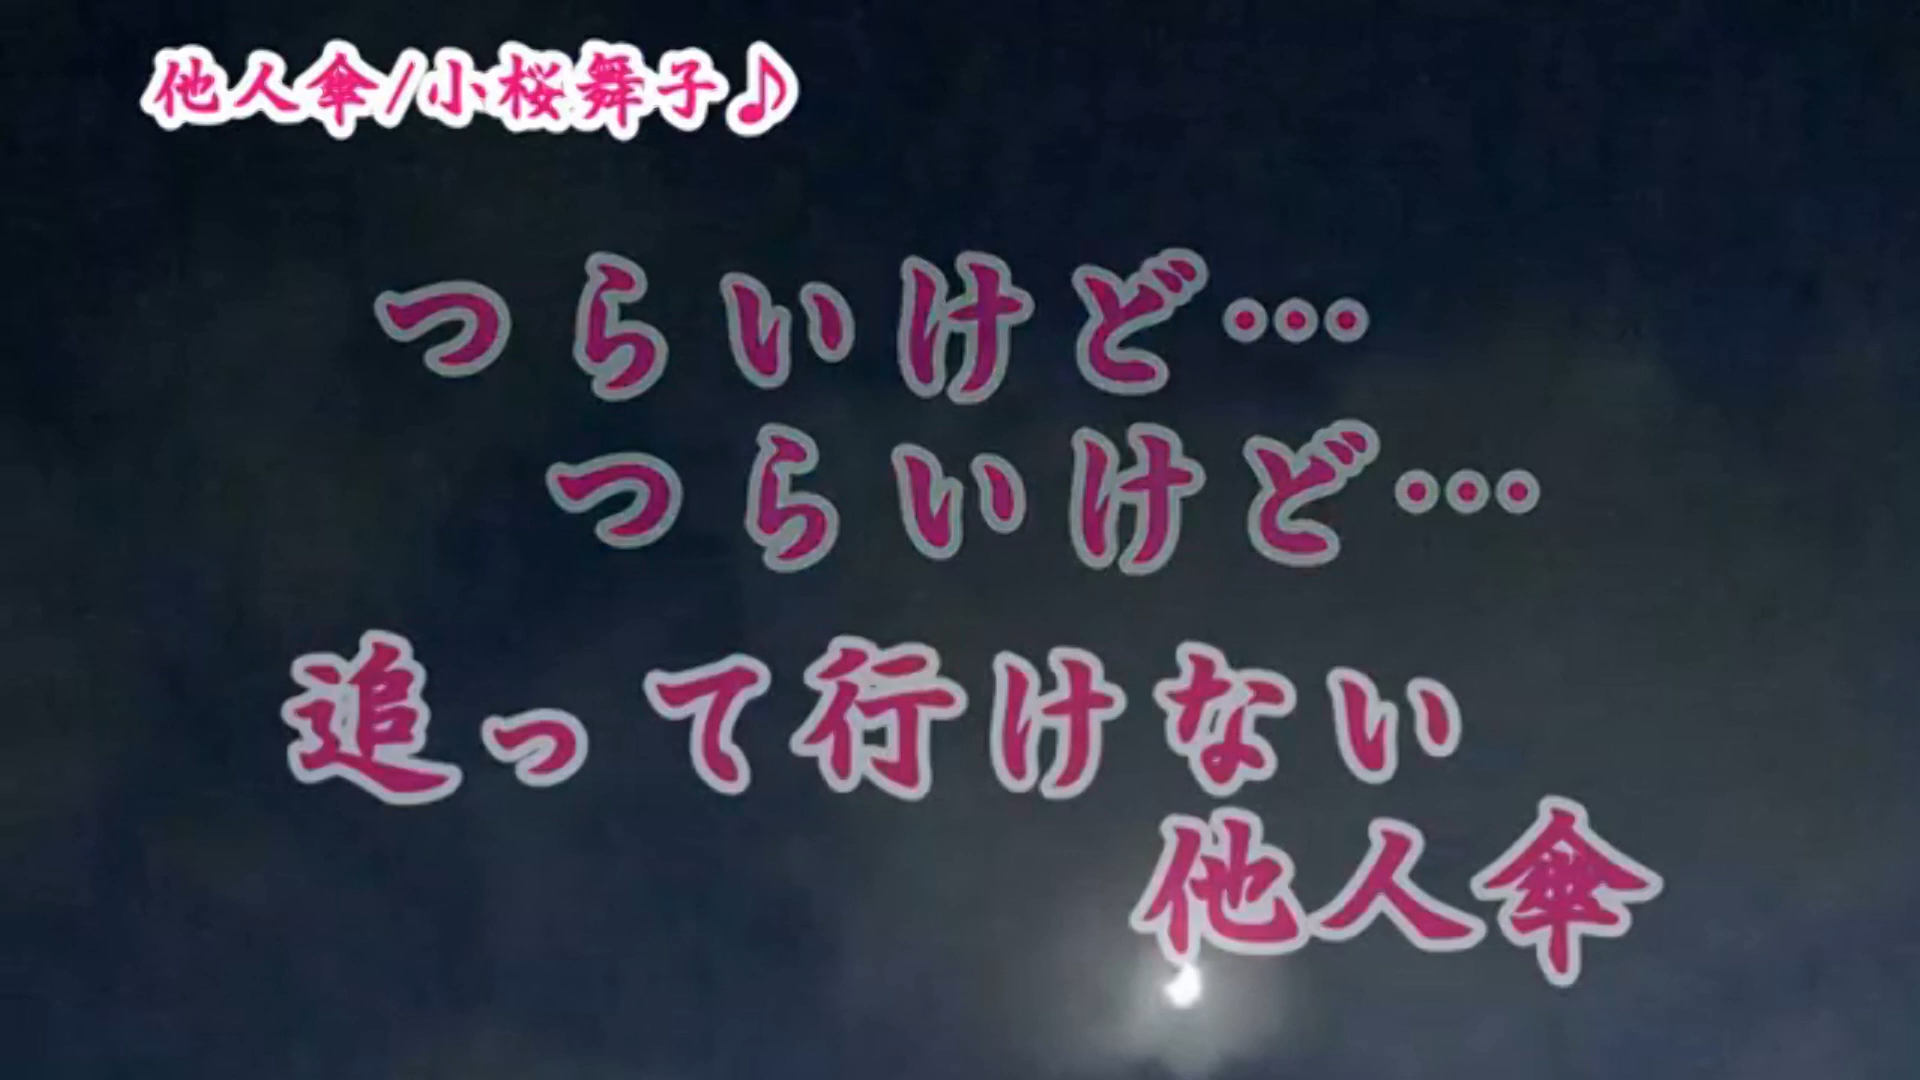 他人傘/小桜舞子♪
つらいけど…
つらいけど…
追って行けない
他人傘